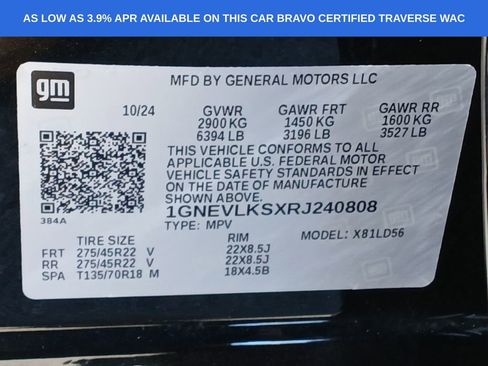 AS LOW AS 3.9% APR AVAILABLE ON THIS CAR BRAVO CERTIFIED TRAVERSE WAC
gm
MFD BY GENERAL MOTORS LLC
10/24 GVWR GAWR FRT GAWR RR
2900 KG 1450 KG 1600 KG
6394 LB 3196 LB 3527 LB
THIS VEHICLE CONFORMS TO ALL
APPLICABLE U.S. FEDERAL MOTOR
VEHICLE SAFETY STANDARDS IN EFFECT
ON THE DATE OF MANUFACTURE
SHOWN ABOVE.
384A
1GNEVLKSXRJ240808
TYPE: MPV MODEL: X81LD56
TIRE SIZE RIM
FRT 275/45R22 V 22X8.5J
RR 275/45R22 V 22X8.5J
SPA T135/70R18 M 18X4.5B